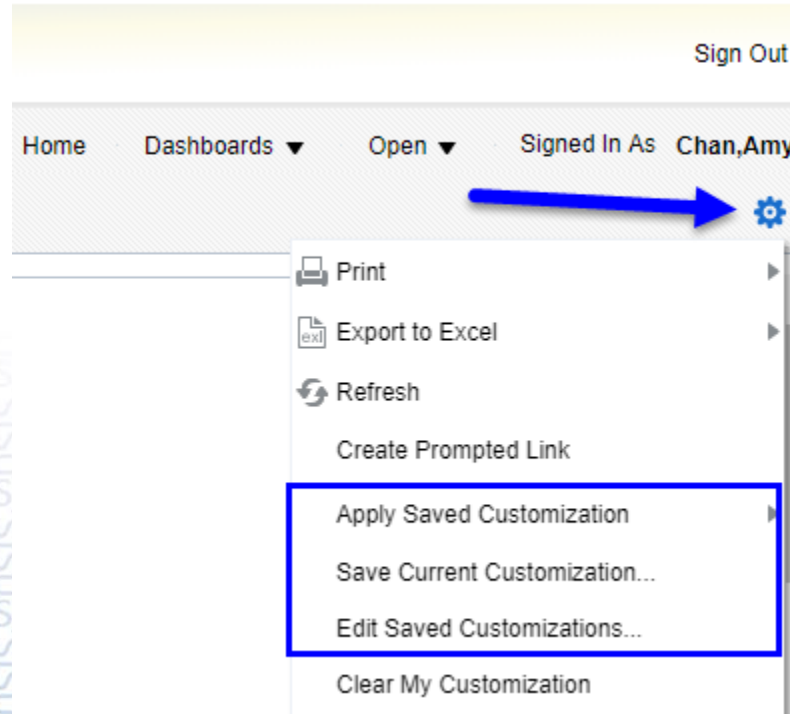 Sign Out
Home Dashboards Open Signed In As Chan,Amy
Print
exl Export to Excel
Refresh
Create Prompted Link
Apply Saved Customization
Save Current Customization...
Edit Saved Customizations...
Clear My Customization